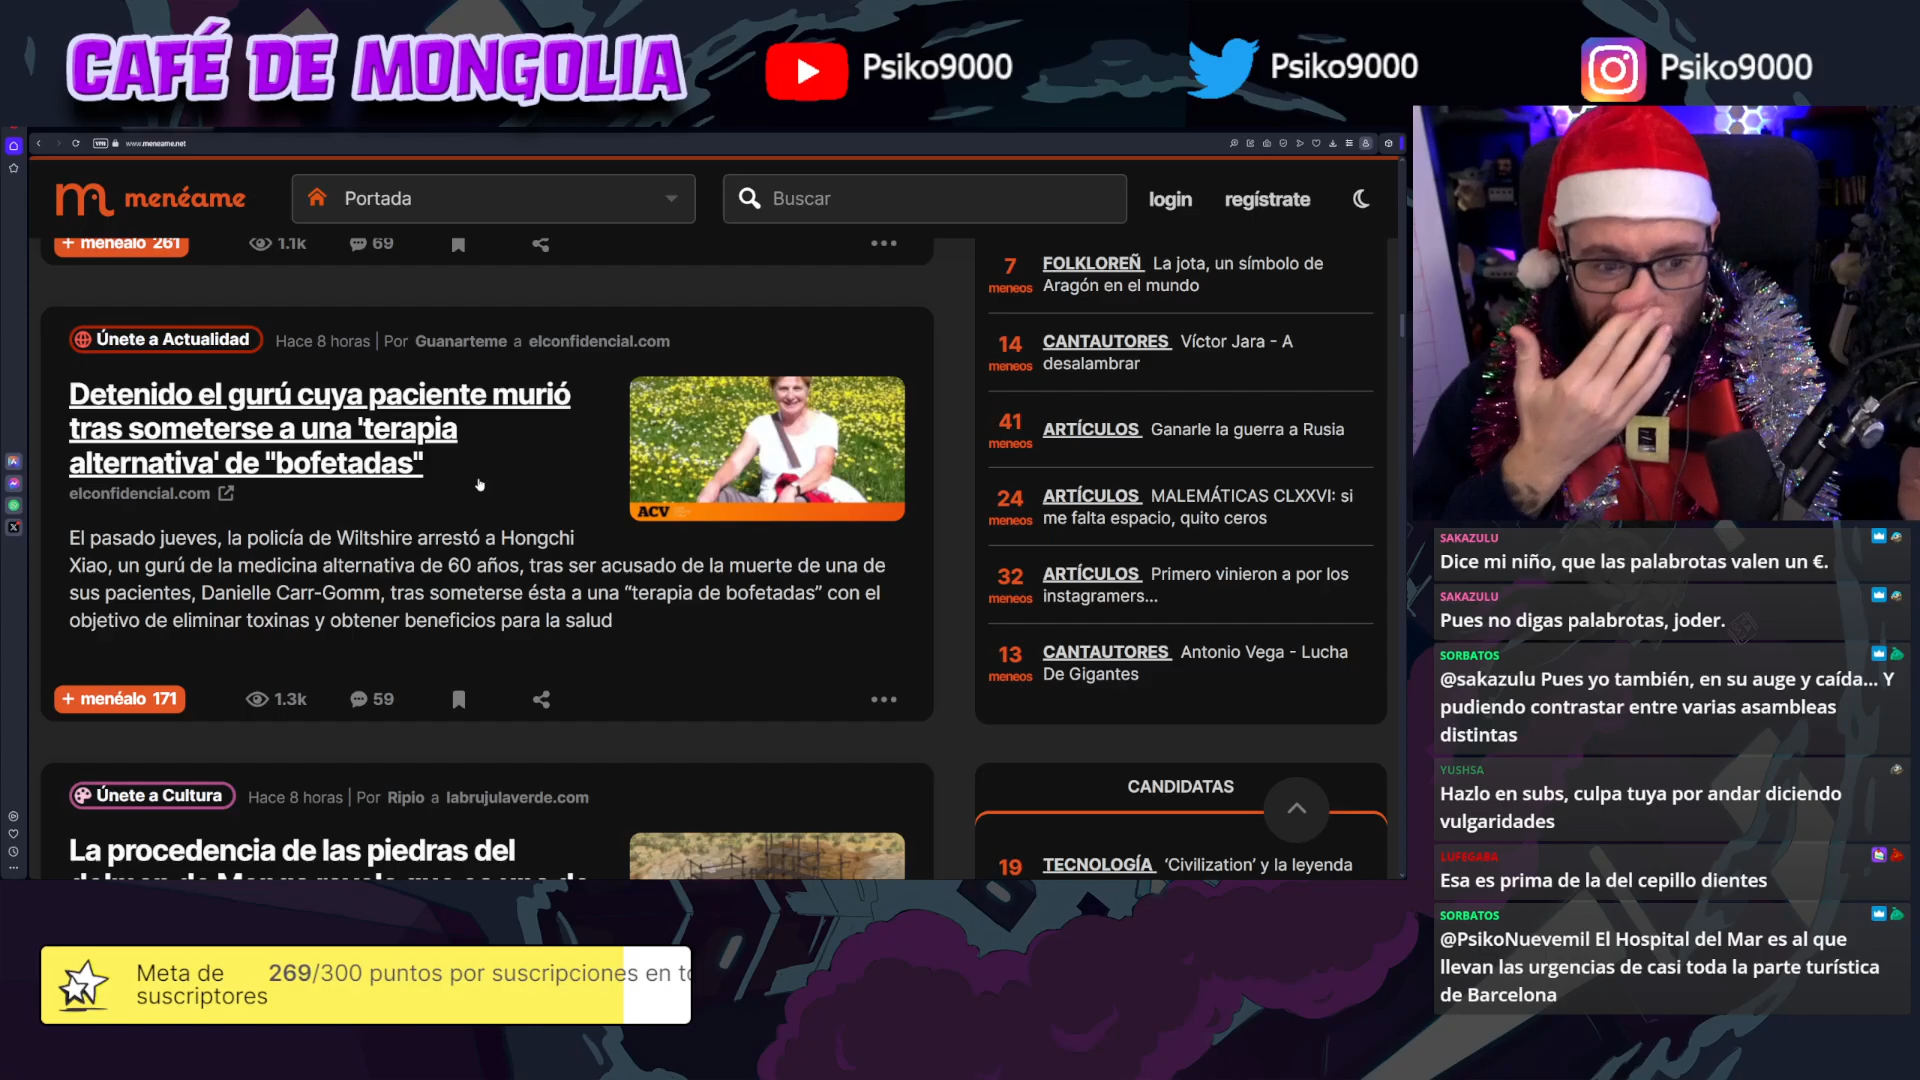 CAFÉ DE MONGOLIA
Psiko9000
Psiko9000
Psiko9000
VPN
www.meneame.net
menéame
Portada
Buscar
login
regístrate
+ menéalo 261
1.1k
69
Únete a Actualidad
Hace 8 horas | Por Guanarteme a elconfidencial.com
Detenido el gurú cuya paciente murió
tras someterse a una 'terapia
alternativa' de "bofetadas"
elconfidencial.com
ACV
El pasado jueves, la policía de Wiltshire arrestó a Hongchi
Xiao, un gurú de la medicina alternativa de 60 años, tras ser acusado de la muerte de una de
sus pacientes, Danielle Carr-Gomm, tras someterse ésta a una “terapia de bofetadas” con el
objetivo de eliminar toxinas y obtener beneficios para la salud
+ menéalo 171
1.3k
59
Únete a Cultura
Hace 8 horas | Por Ripio a labrujulaverde.com
La procedencia de las piedras del
7
meneos
FOLKLOREÑ La jota, un símbolo de
Aragón en el mundo
14
meneos
CANTAUTORES Víctor Jara - A
desalambrar
41
meneos
ARTÍCULOS Ganarle la guerra a Rusia
24
meneos
ARTÍCULOS MALEMÁTICAS CLXXVI: si
me falta espacio, quito ceros
32
meneos
ARTÍCULOS Primero vinieron a por los
instagramers...
13
meneos
CANTAUTORES Antonio Vega - Lucha
De Gigantes
CANDIDATAS
19
TECNOLOGÍA ‘Civilization’ y la leyenda
SAKAZULU
Dice mi niño, que las palabrotas valen un €.
SAKAZULU
Pues no digas palabrotas, joder.
SORBATOS
@sakazulu Pues yo también, en su auge y caída... Y
pudiendo contrastar entre varias asambleas
distintas
YUSHSA
Hazlo en subs, culpa tuya por andar diciendo
vulgaridades
LUFEGABA
Esa es prima de la del cepillo dientes
SORBATOS
@PsikoNuevemil El Hospital del Mar es al que
llevan las urgencias de casi toda la parte turística
de Barcelona
Meta de
suscriptores
269/300 puntos por suscripciones en to